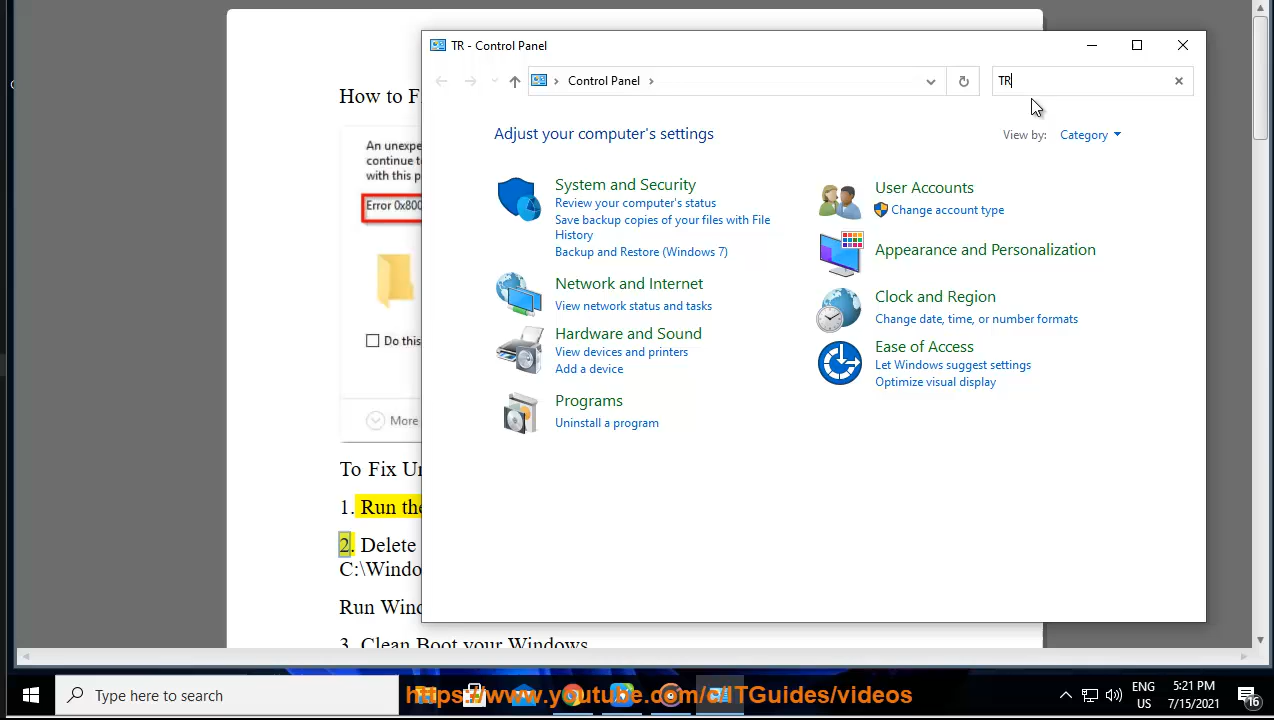 How to F
An unexpe
continue to
with this p
Error 0x800
Do this
More
To Fix Un
1. Run the
2. Delete
C:\Windo
Run Wind
3. Clean Boot your Windows
TR - Control Panel
Control Panel
TR
Adjust your computer's settings
View by: Category
System and Security
Review your computer's status
Save backup copies of your files with File
History
Backup and Restore (Windows 7)
Network and Internet
View network status and tasks
Hardware and Sound
View devices and printers
Add a device
Programs
Uninstall a program
User Accounts
Change account type
Appearance and Personalization
Clock and Region
Change date, time, or number formats
Ease of Access
Let Windows suggest settings
Optimize visual display
Type here to search
https://www.youtube.com/c/ITGuides/videos
ENG
US
5:21 PM
7/15/2021
16